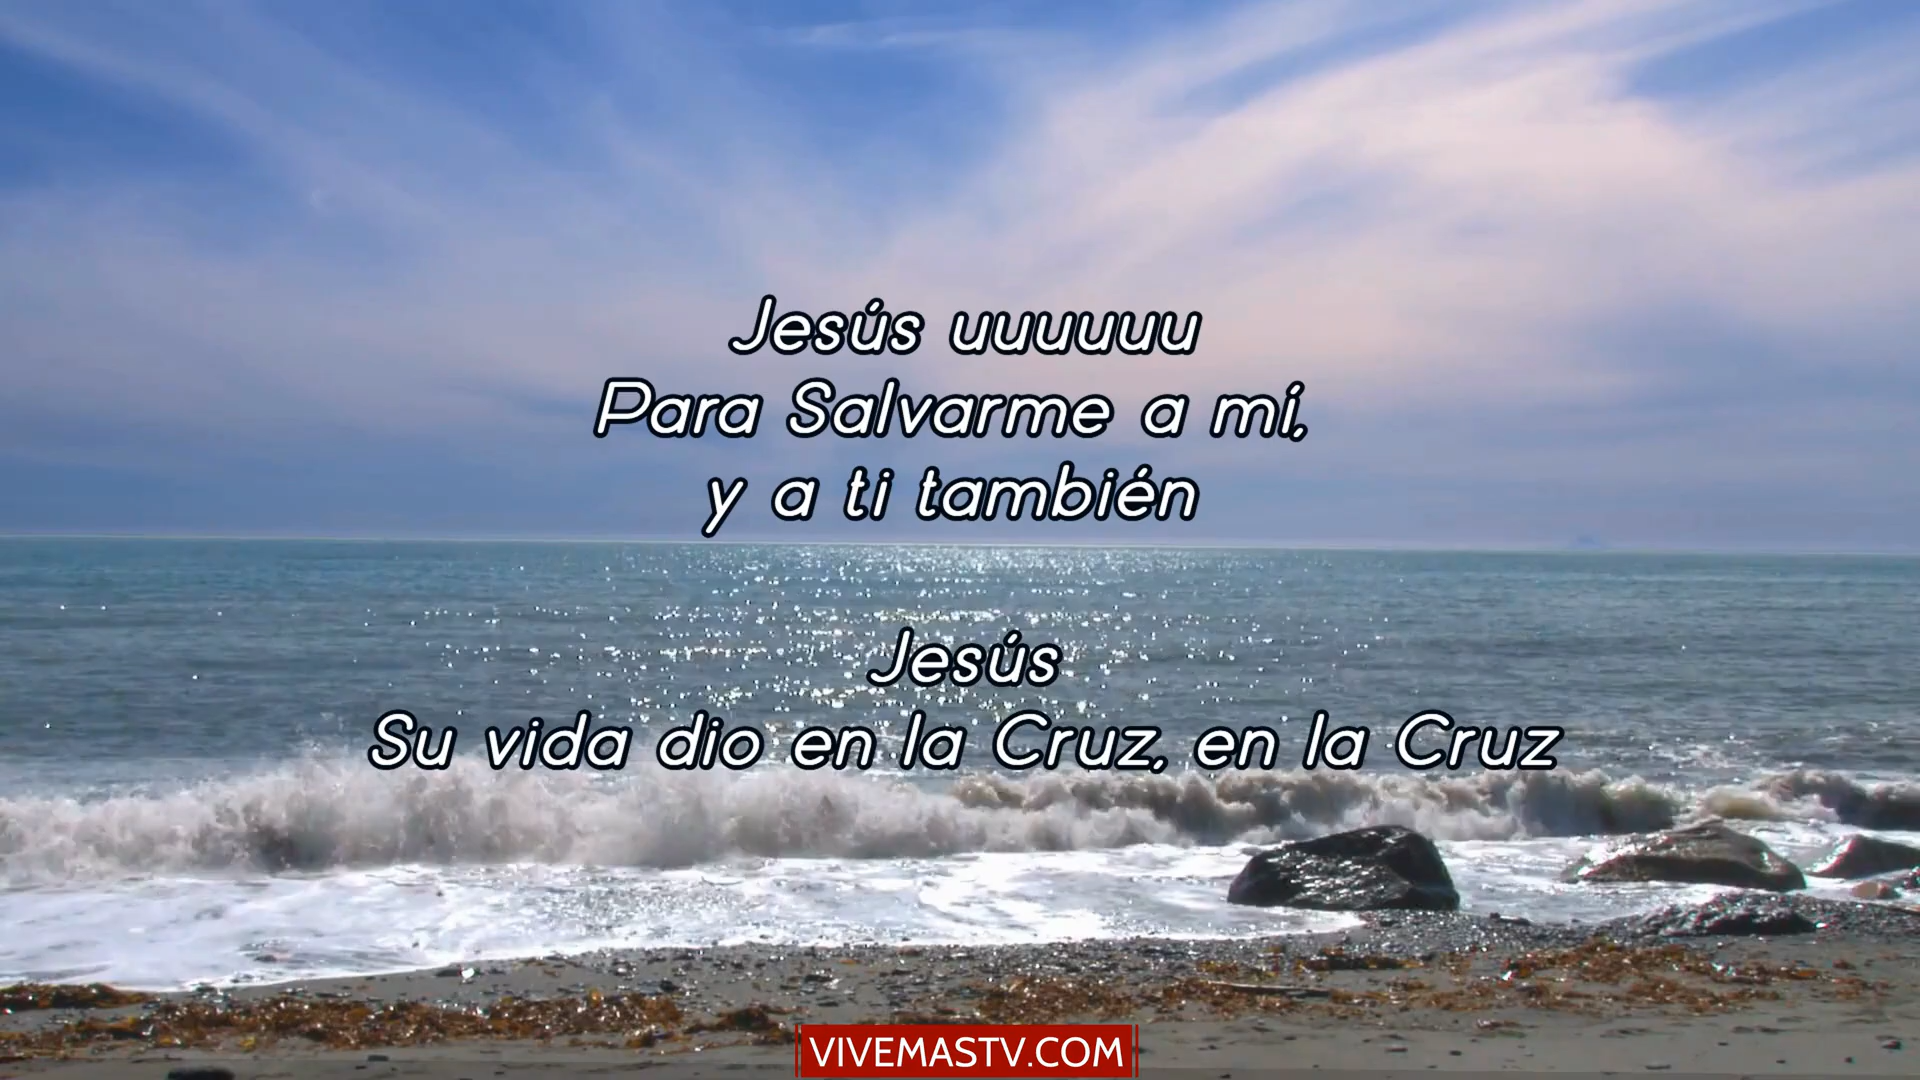 Jesús uuuuuu
Para Salvarme a mí,
y a ti también
Jesús
Su vida dio en la Cruz, en la Cruz
VIVEMASTV.COM